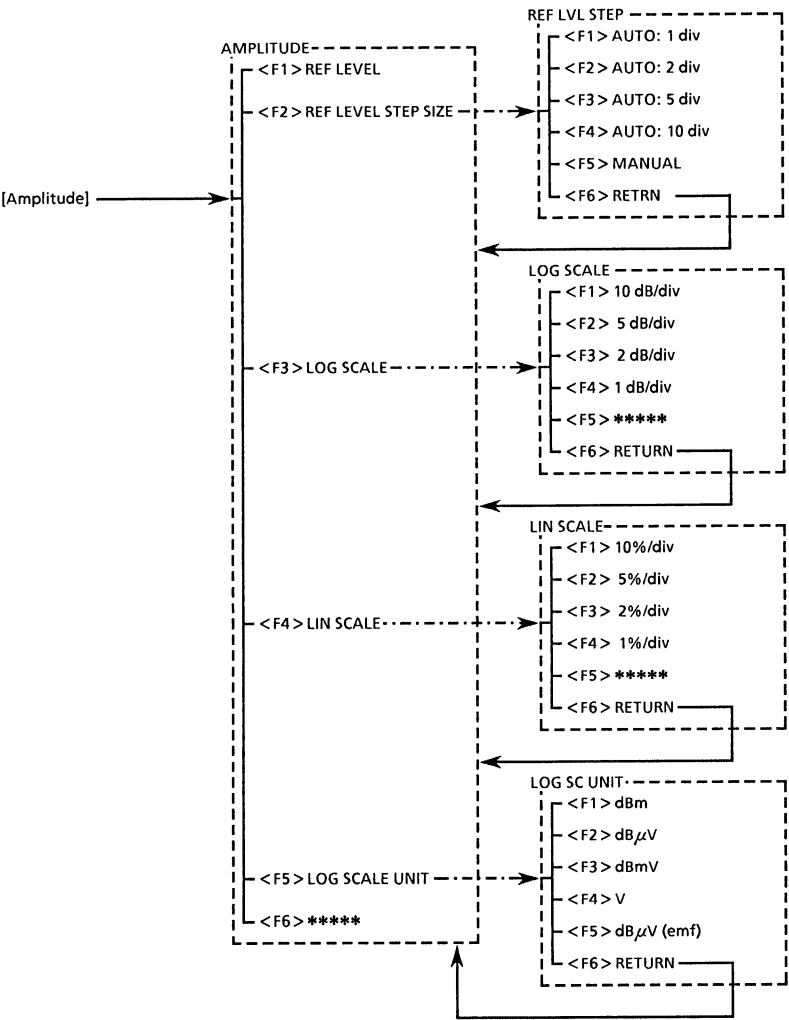 [Amplitude]
AMPLITUDE
<F1> REF LEVEL
<F2> REF LEVEL STEP SIZE
<F3> LOG SCALE
<F4> LIN SCALE
<F5> LOG SCALE UNIT
<F6> *****
REF LVL STEP
<F1> AUTO: 1 div
<F2> AUTO: 2 div
<F3> AUTO: 5 div
<F4> AUTO: 10 div
<F5> MANUAL
<F6> RETRN
LOG SCALE
<F1> 10 dB/div
<F2> 5 dB/div
<F3> 2 dB/div
<F4> 1 dB/div
<F5> *****
<F6> RETURN
LIN SCALE
<F1> 10%/div
<F2> 5%/div
<F3> 2%/div
<F4> 1%/div
<F5> *****
<F6> RETURN
LOG SC UNIT
<F1> dBm
<F2> dBμV
<F3> dBmV
<F4> V
<F5> dBμV (emf)
<F6> RETURN